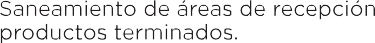 Saneamiento de áreas de recepción
productos terminados.